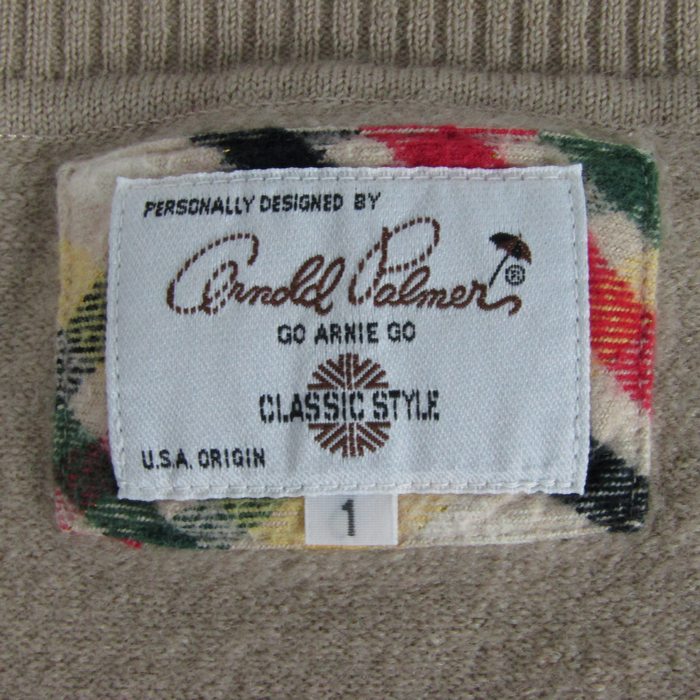 PERSONALLY DESIGNED BY
Arnold Palmer ®
GO ARNIE GO
CLASSIC STYLE
U.S.A. ORIGIN
1